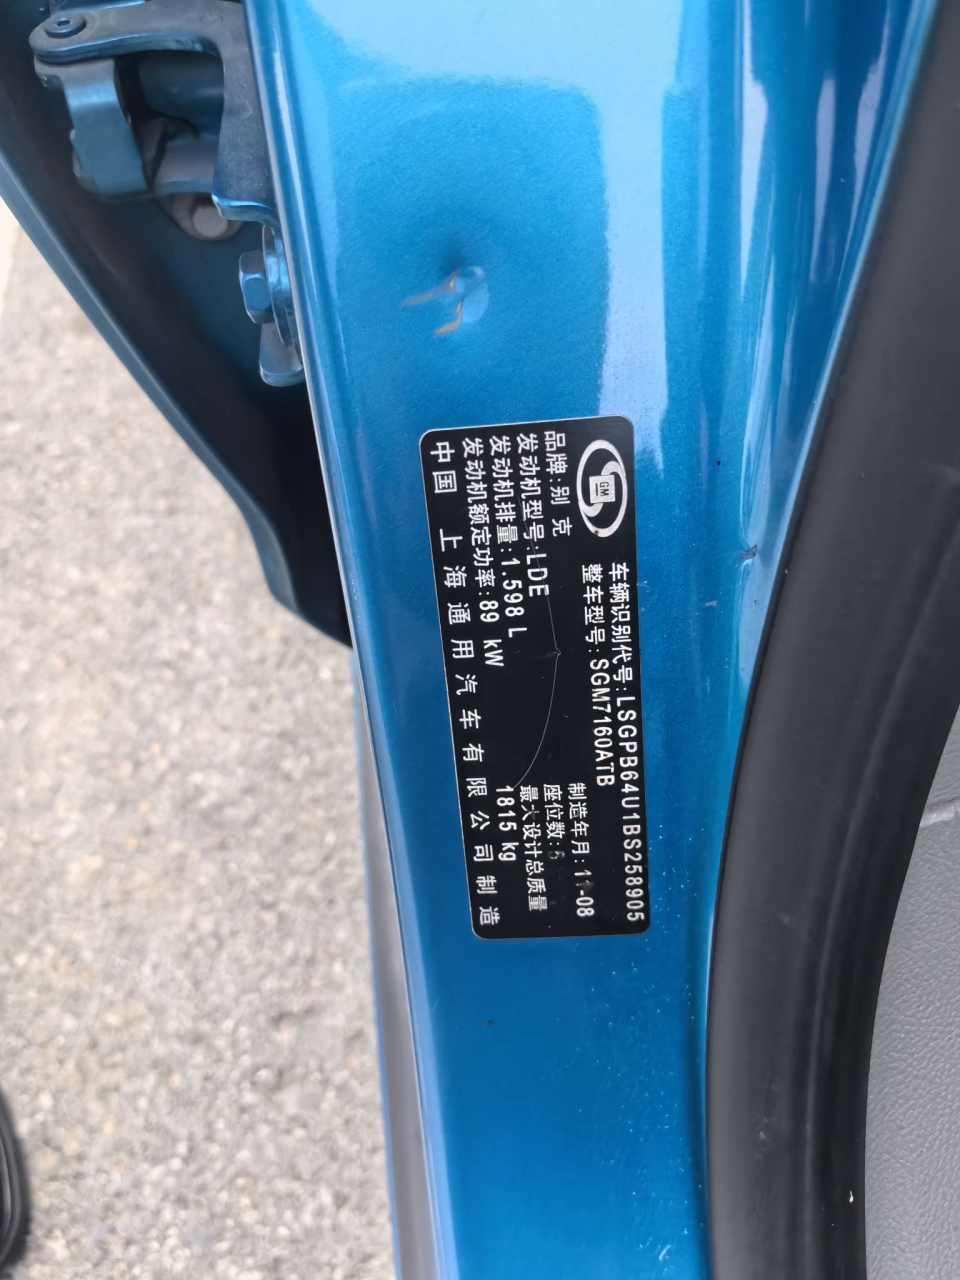 GM
车辆识别代号:LSGPB64U1BS258905
整车型号:SGM7160ATB
品牌:别克
制造年月:11-08
发动机型号:LDE
座位数:5
发动机排量:1.598 L
最大设计总质量
发动机额定功率:89 kW
1815 kg
中国 上海通用汽车有限公司制造